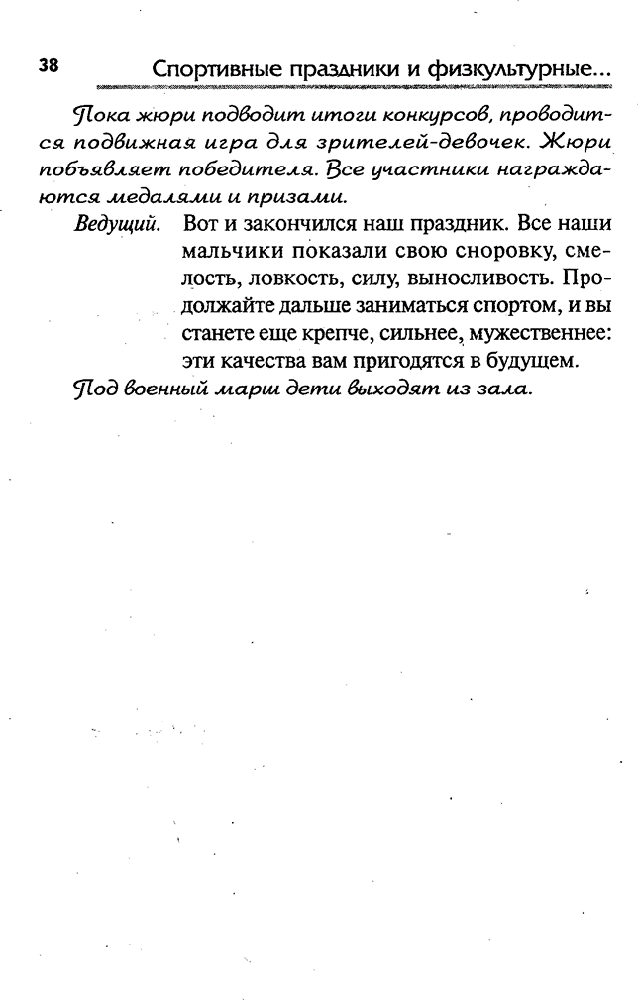 38
Спортивные праздники и физкультурные...
Пока жюри подводит итоги конкурсов, проводит-
ся подвижная игра для зрителей-девочек. Жюри
побъявляет победителя. Все участники награжда-
ются медалями и призами.
Ведущий. Вот и закончился наш праздник. Все наши
мальчики показали свою сноровку, сме-
лость, ловкость, силу, выносливость. Про-
должайте дальше заниматься спортом, и вы
станете еще крепче, сильнее, мужественнее:
эти качества вам пригодятся в будущем.
Под военный марш дети выходят из зала.